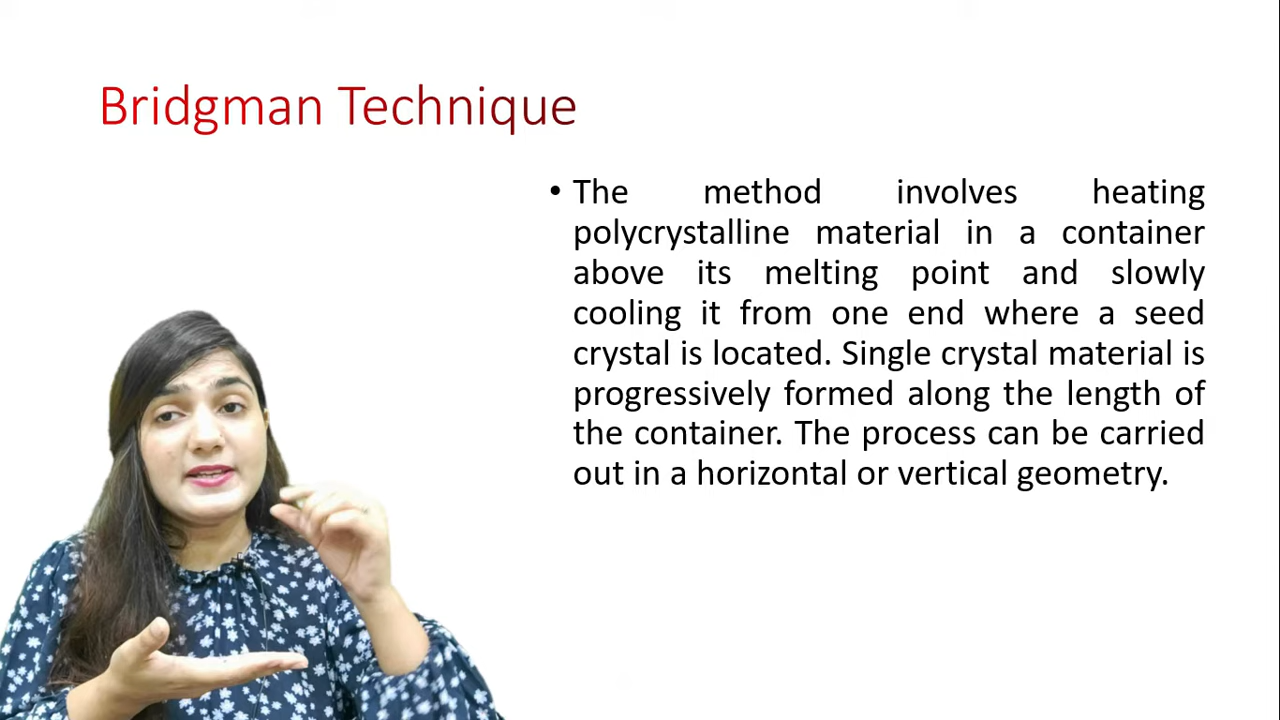 Bridgman Technique
• The method involves heating
polycrystalline material in a container
above its melting point and slowly
cooling it from one end where a seed
crystal is located. Single crystal material is
progressively formed along the length of
the container. The process can be carried
out in a horizontal or vertical geometry.